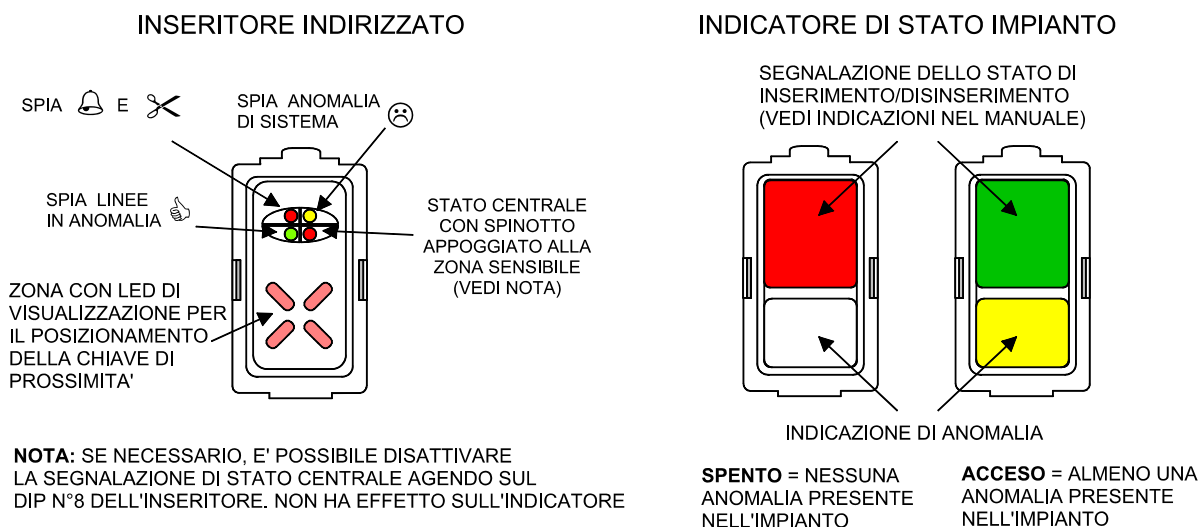 INSERITORE INDIRIZZATO
SPIA E
SPIA ANOMALIA
DI SISTEMA
SPIA LINEE
IN ANOMALIA
STATO CENTRALE
CON SPINOTTO
APPOGGIATO ALLA
ZONA SENSIBILE
(VEDI NOTA)
ZONA CON LED DI
VISUALIZZAZIONE PER
IL POSIZIONAMENTO
DELLA CHIAVE DI
PROSSIMITA'
NOTA: SE NECESSARIO, E' POSSIBILE DISATTIVARE
LA SEGNALAZIONE DI STATO CENTRALE AGENDO SUL
DIP N°8 DELL'INSERITORE. NON HA EFFETTO SULL'INDICATORE
INDICATORE DI STATO IMPIANTO
SEGNALAZIONE DELLO STATO DI
INSERIMENTO/DISINSERIMENTO
(VEDI INDICAZIONI NEL MANUALE)
INDICAZIONE DI ANOMALIA
SPENTO = NESSUNA
ANOMALIA PRESENTE
NELL'IMPIANTO
ACCESO = ALMENO UNA
ANOMALIA PRESENTE
NELL'IMPIANTO